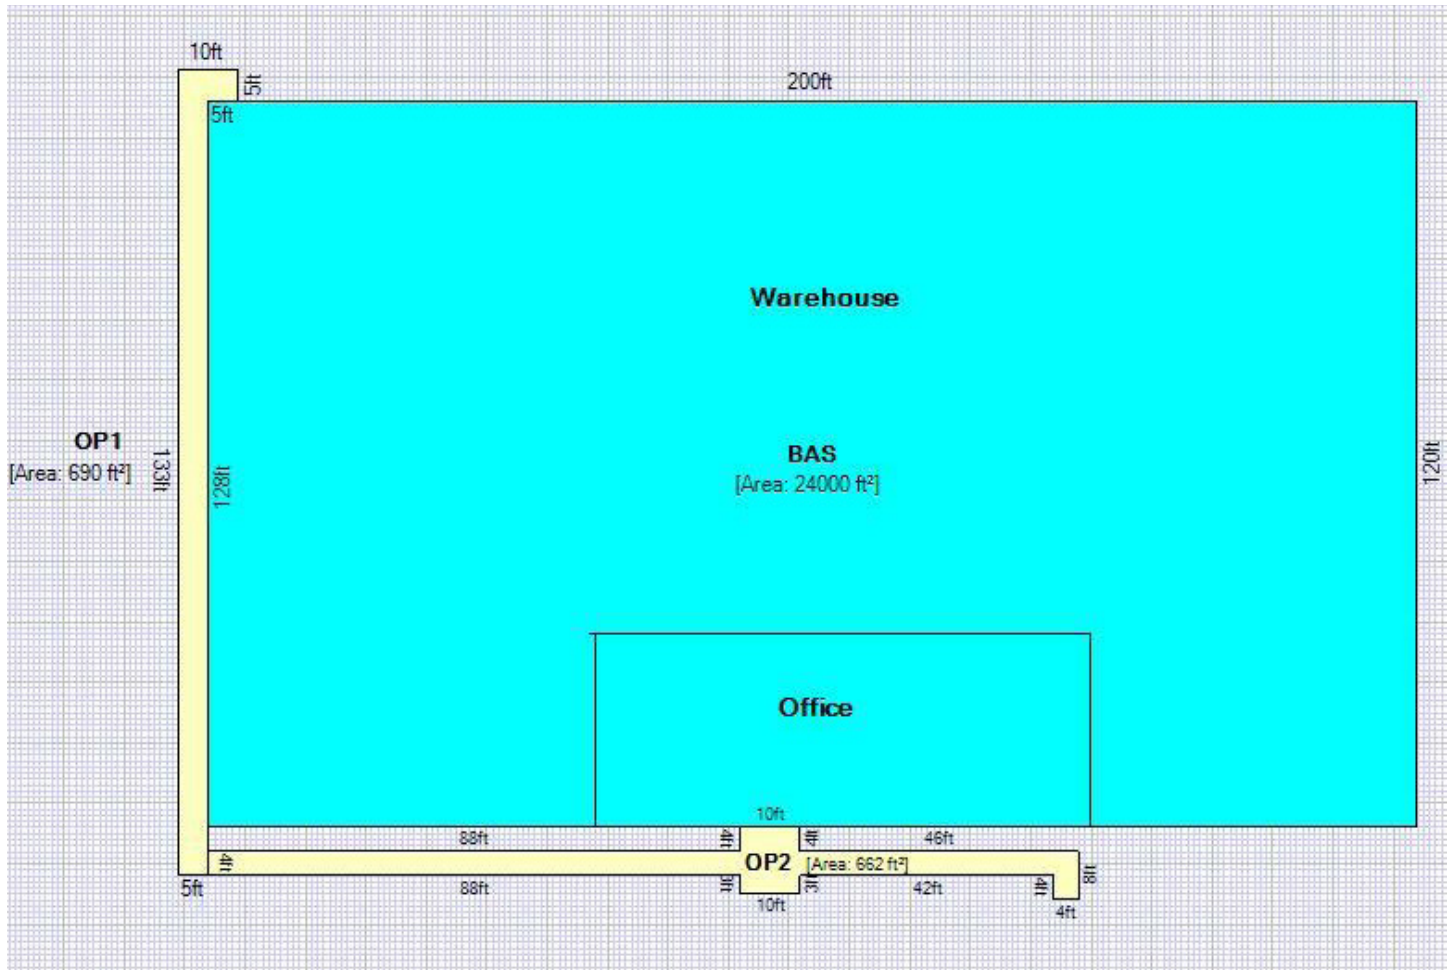 10ft
5ft
200ft
5ft
Warehouse
OP1
[Area: 690 ft²]
133ft
128ft
BAS
[Area: 24000 ft²]
120ft
Office
10ft
88ft
4ft
4ft
46ft
4ft
OP2
[Area: 662 ft²]
8ft
5ft
88ft
3ft
3ft
42ft
4ft
10ft
4ft